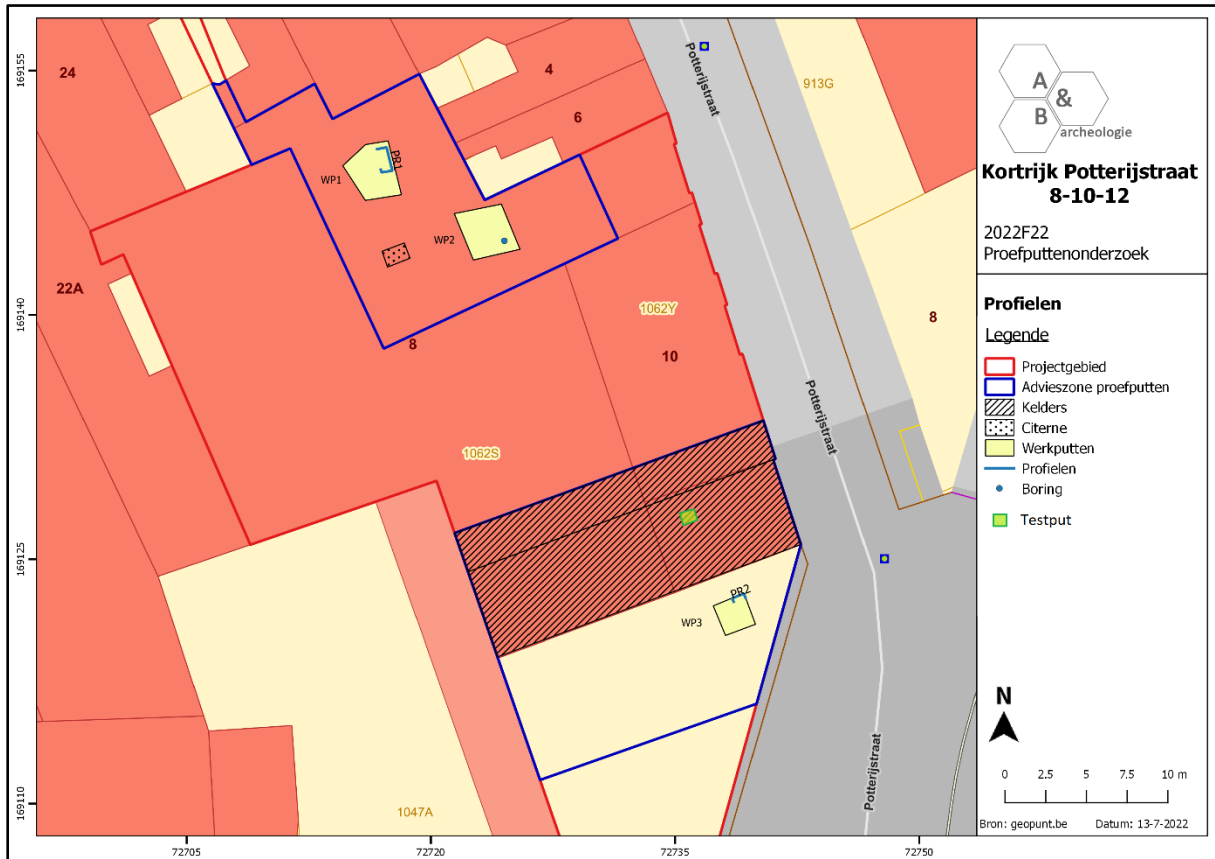 24
4
6
913G
Potterijstraat
PR1
WP1
WP2
22A
8
1062Y
10
8
Potterijstraat
1062S
PR2
WP3
Potterijstraat
1047A
169155
169140
169125
169110
72705
72720
72735
72750
A
&
B
archeologie
Kortrijk Potterijstraat
8-10-12
2022F22
Proefputtenonderzoek
Profielen
Legende
Projectgebied
Advieszone proefputten
Kelders
Citerne
Werkputten
Profielen
Boring
Testput
N
0 2,5 5 7,5 10 m
Bron: geopunt.be Datum: 13-7-2022